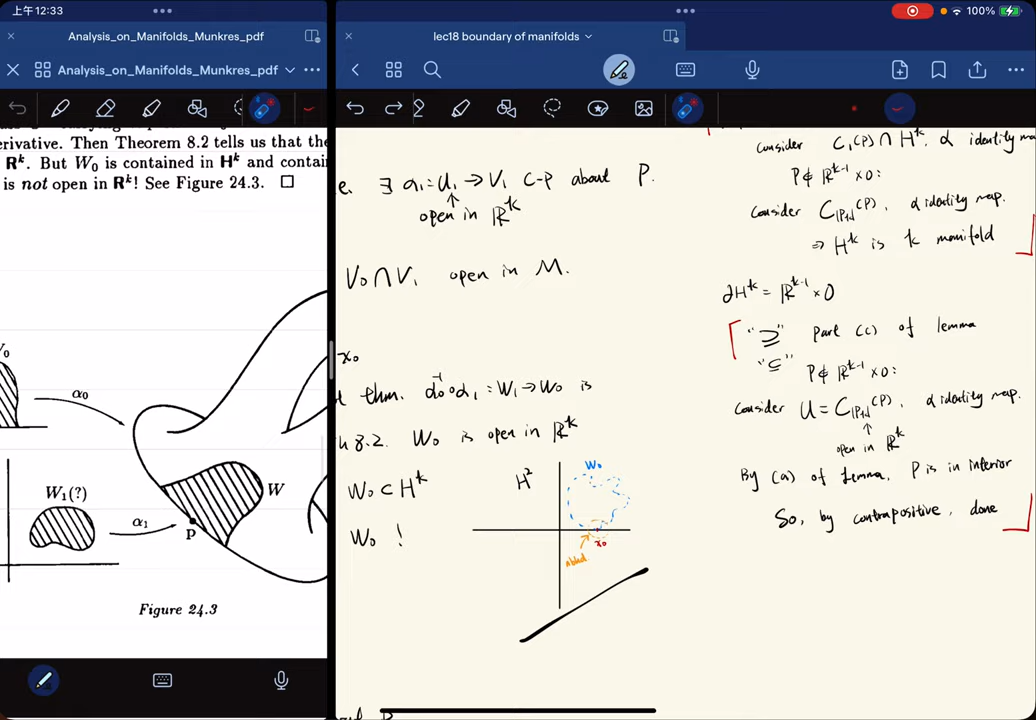 上午12:33
100%
Analysis_on_Manifolds_Munkres_pdf
Analysis_on_Manifolds_Munkres_pdf
erivative. Then Theorem 8.2 tells us that the
R^k. But W₀ is contained in H^k and contai
is not open in R^k! See Figure 24.3. □
α₀
W₁(?)
α₁
W
P
Figure 24.3
lec18 boundary of manifolds
e. ∃ α₁: U₁ → V₁ c-p about P.
↑
open in ℝ^k
V₀ ∩ V₁ open in M.
x₀
t thm. α₀⁻¹∘α₁: W₁ → W₀ is
8.2. W₀ is open in ℝ^k
W₀ ⊂ H^k
W₀ !
H²
W₀
x₀
nbhd
consider C₁(P) ∩ H^k, α identity ma
P ∉ ℝ^{k-1} × 0:
Consider C_{|Pk|}(P), α identity map.
⇒ H^k is k manifold
∂H^k = ℝ^{k-1} × 0
"⊇" part (c) of lemma
"⊆" P ∉ ℝ^{k-1} × 0:
Consider U = C_{|Pk|}(P), α identity map.
↑
open in ℝ^k
By (a) of Lemma, P is in interior
So, by contrapositive, done